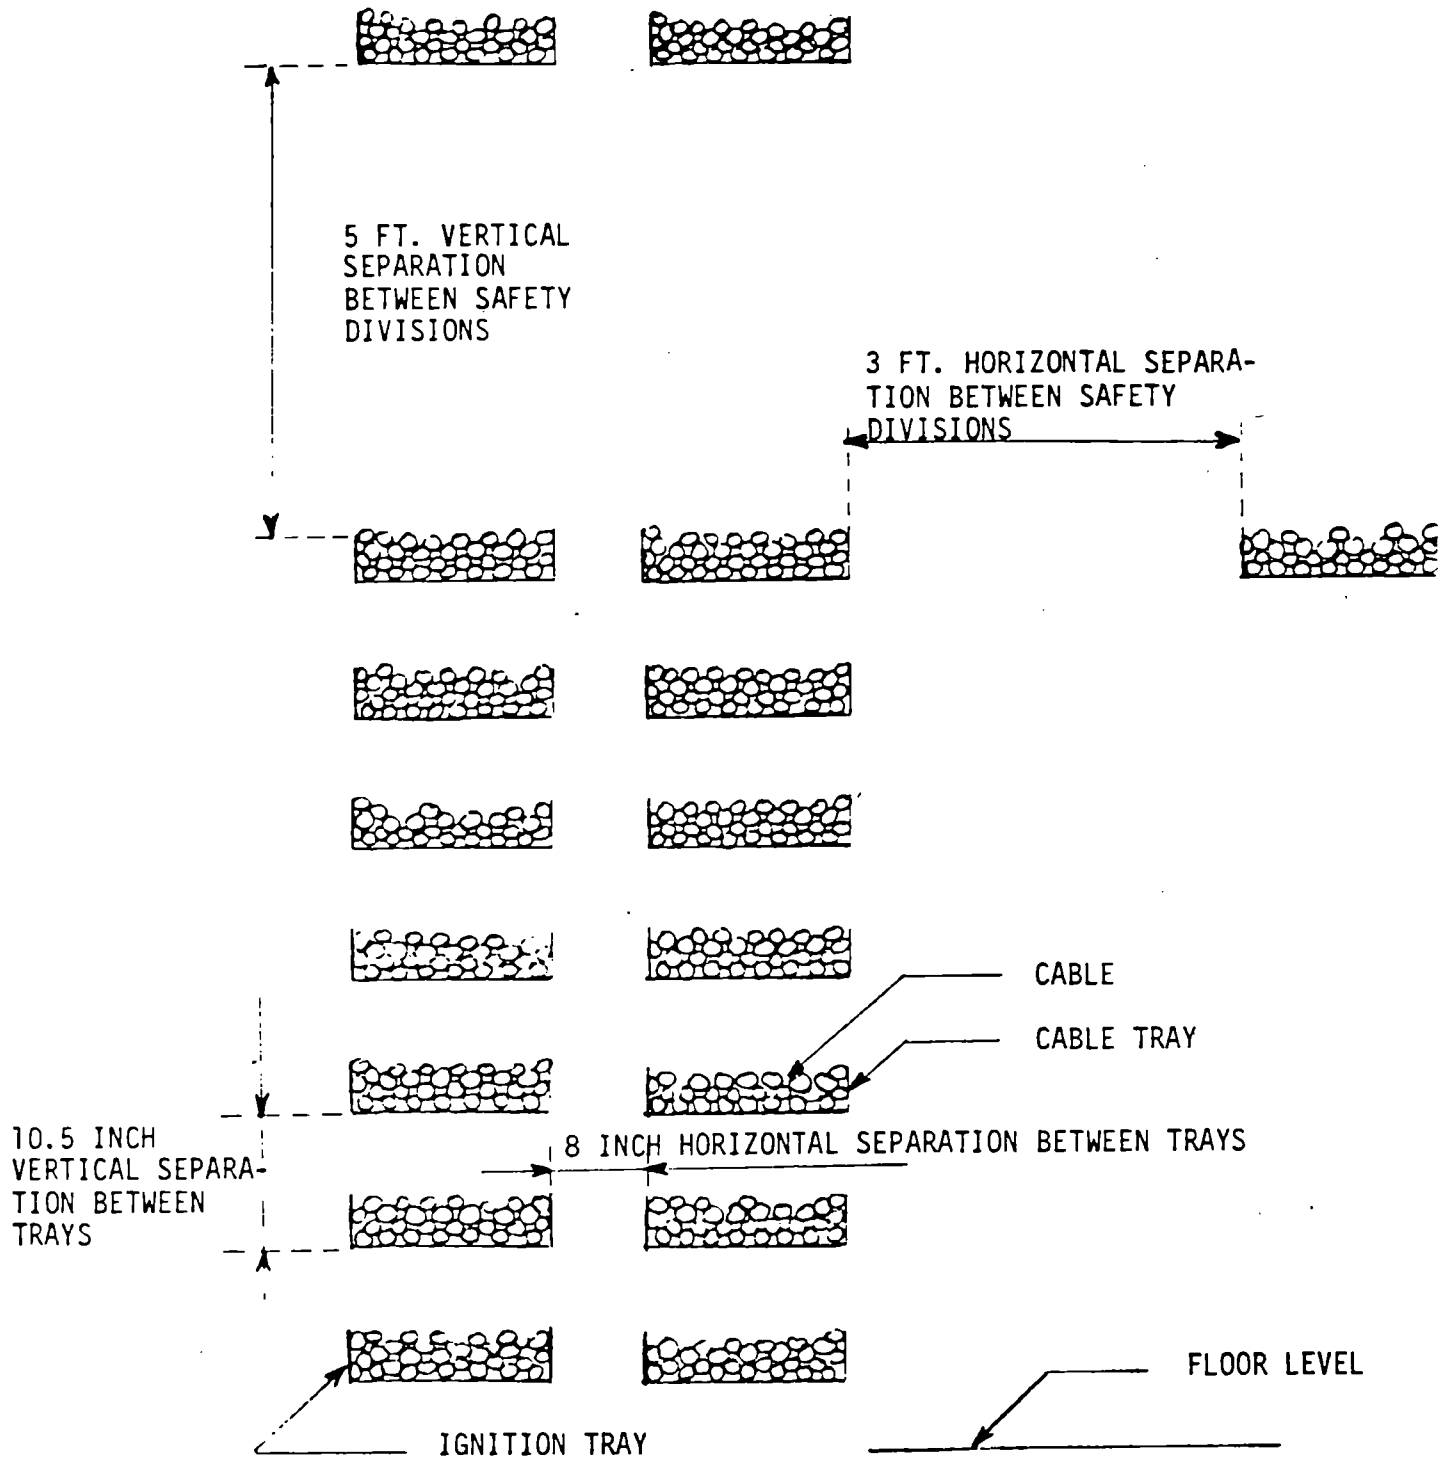 5 FT. VERTICAL
SEPARATION
BETWEEN SAFETY
DIVISIONS
3 FT. HORIZONTAL SEPARA-
TION BETWEEN SAFETY
DIVISIONS
CABLE
CABLE TRAY
10.5 INCH
VERTICAL SEPARA-
TION BETWEEN
TRAYS
8 INCH HORIZONTAL SEPARATION BETWEEN TRAYS
FLOOR LEVEL
IGNITION TRAY